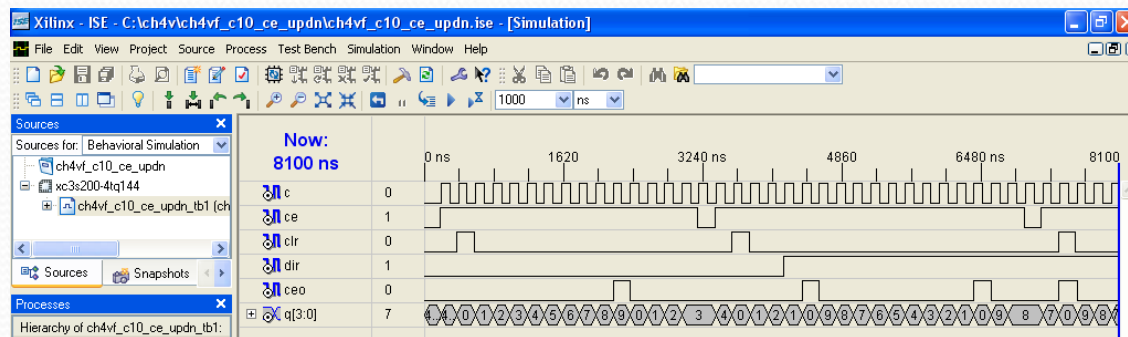 Xilinx - ISE - C:\ch4v\ch4vf_c10_ce_updn\ch4vf_c10_ce_updn.ise - [Simulation]
File Edit View Project Source Process Test Bench Simulation Window Help
1000 ns
Sources
Sources for: Behavioral Simulation
ch4vf_c10_ce_updn
xc3s200-4tq144
ch4vf_c10_ce_updn_tb1 (ch
Sources Snapshots
Processes
Hierarchy of ch4vf_c10_ce_updn_tb1:
Now:
8100 ns
0 ns 1620 3240 ns 4860 6480 ns 8100
c 0
ce 1
clr 0
dir 1
ceo 0
q[3:0] 7 4... 4... 0 1 2 3 4 5 6 7 8 9 0 1 2 3 4 0 1 2 1 0 9 8 7 6 5 4 3 2 1 0 9 8 7 0 9 8